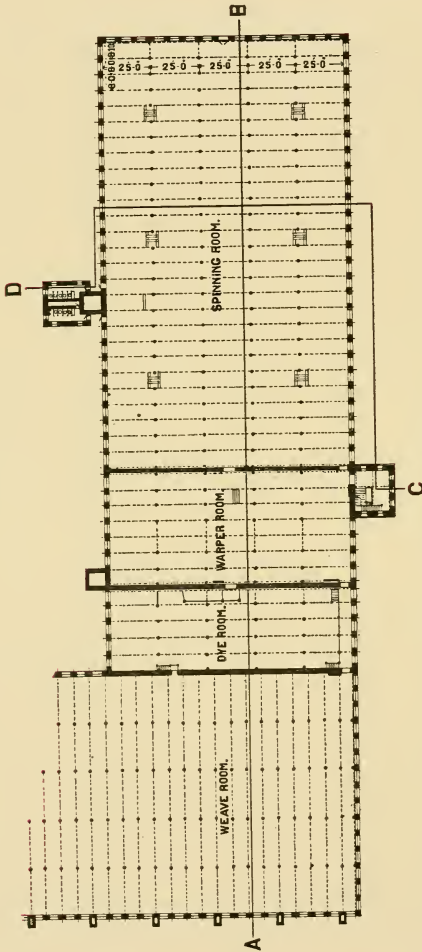 B
25'-0" 25'-0" 25'-0" 25'-0" 25'-0"
D
SPINNING ROOM.
WARPER ROOM.
C
DYE ROOM.
WEAVE ROOM.
A